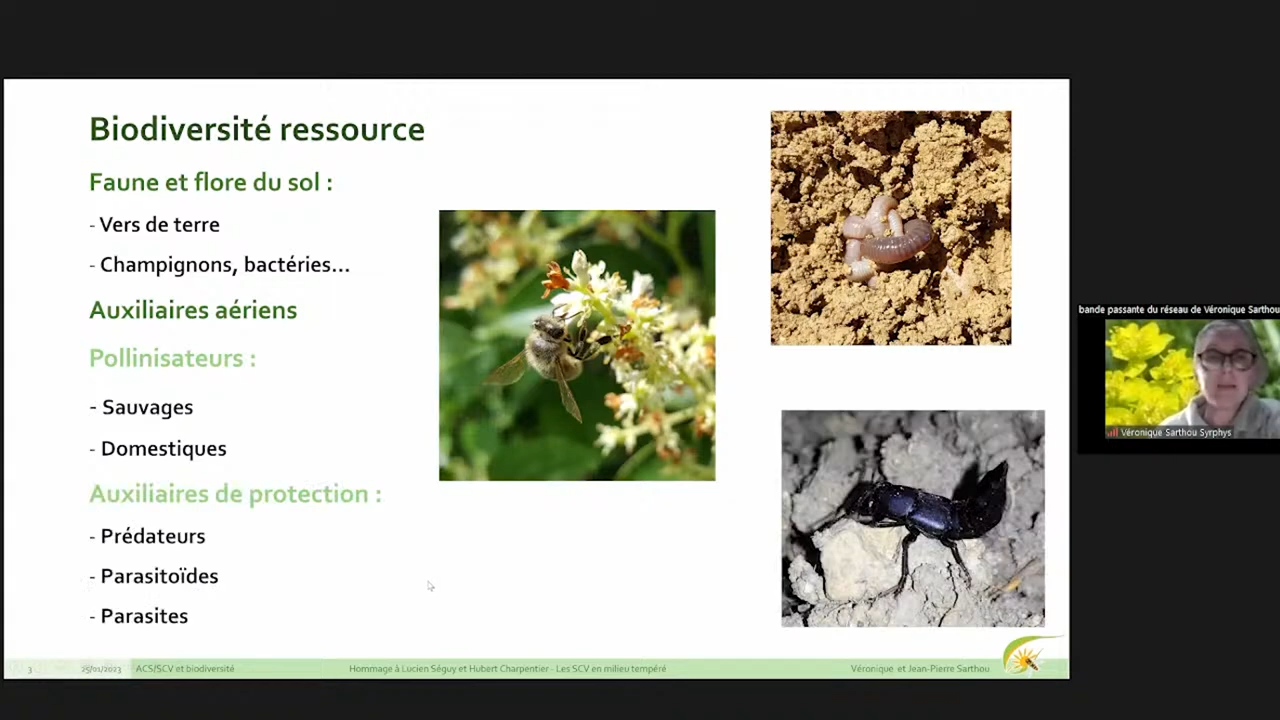 Biodiversité ressource
Faune et flore du sol :
- Vers de terre
- Champignons, bactéries...
Auxiliaires aériens
Pollinisateurs :
- Sauvages
- Domestiques
Auxiliaires de protection :
- Prédateurs
- Parasitoïdes
- Parasites
3 25/01/2023 ACS/SCV et biodiversité Hommage à Lucien Séguy et Hubert Charpentier - Les SCV en milieu tempéré Véronique et Jean-Pierre Sarthou
bande passante du réseau de Véronique Sarthou
Véronique Sarthou Syrphys